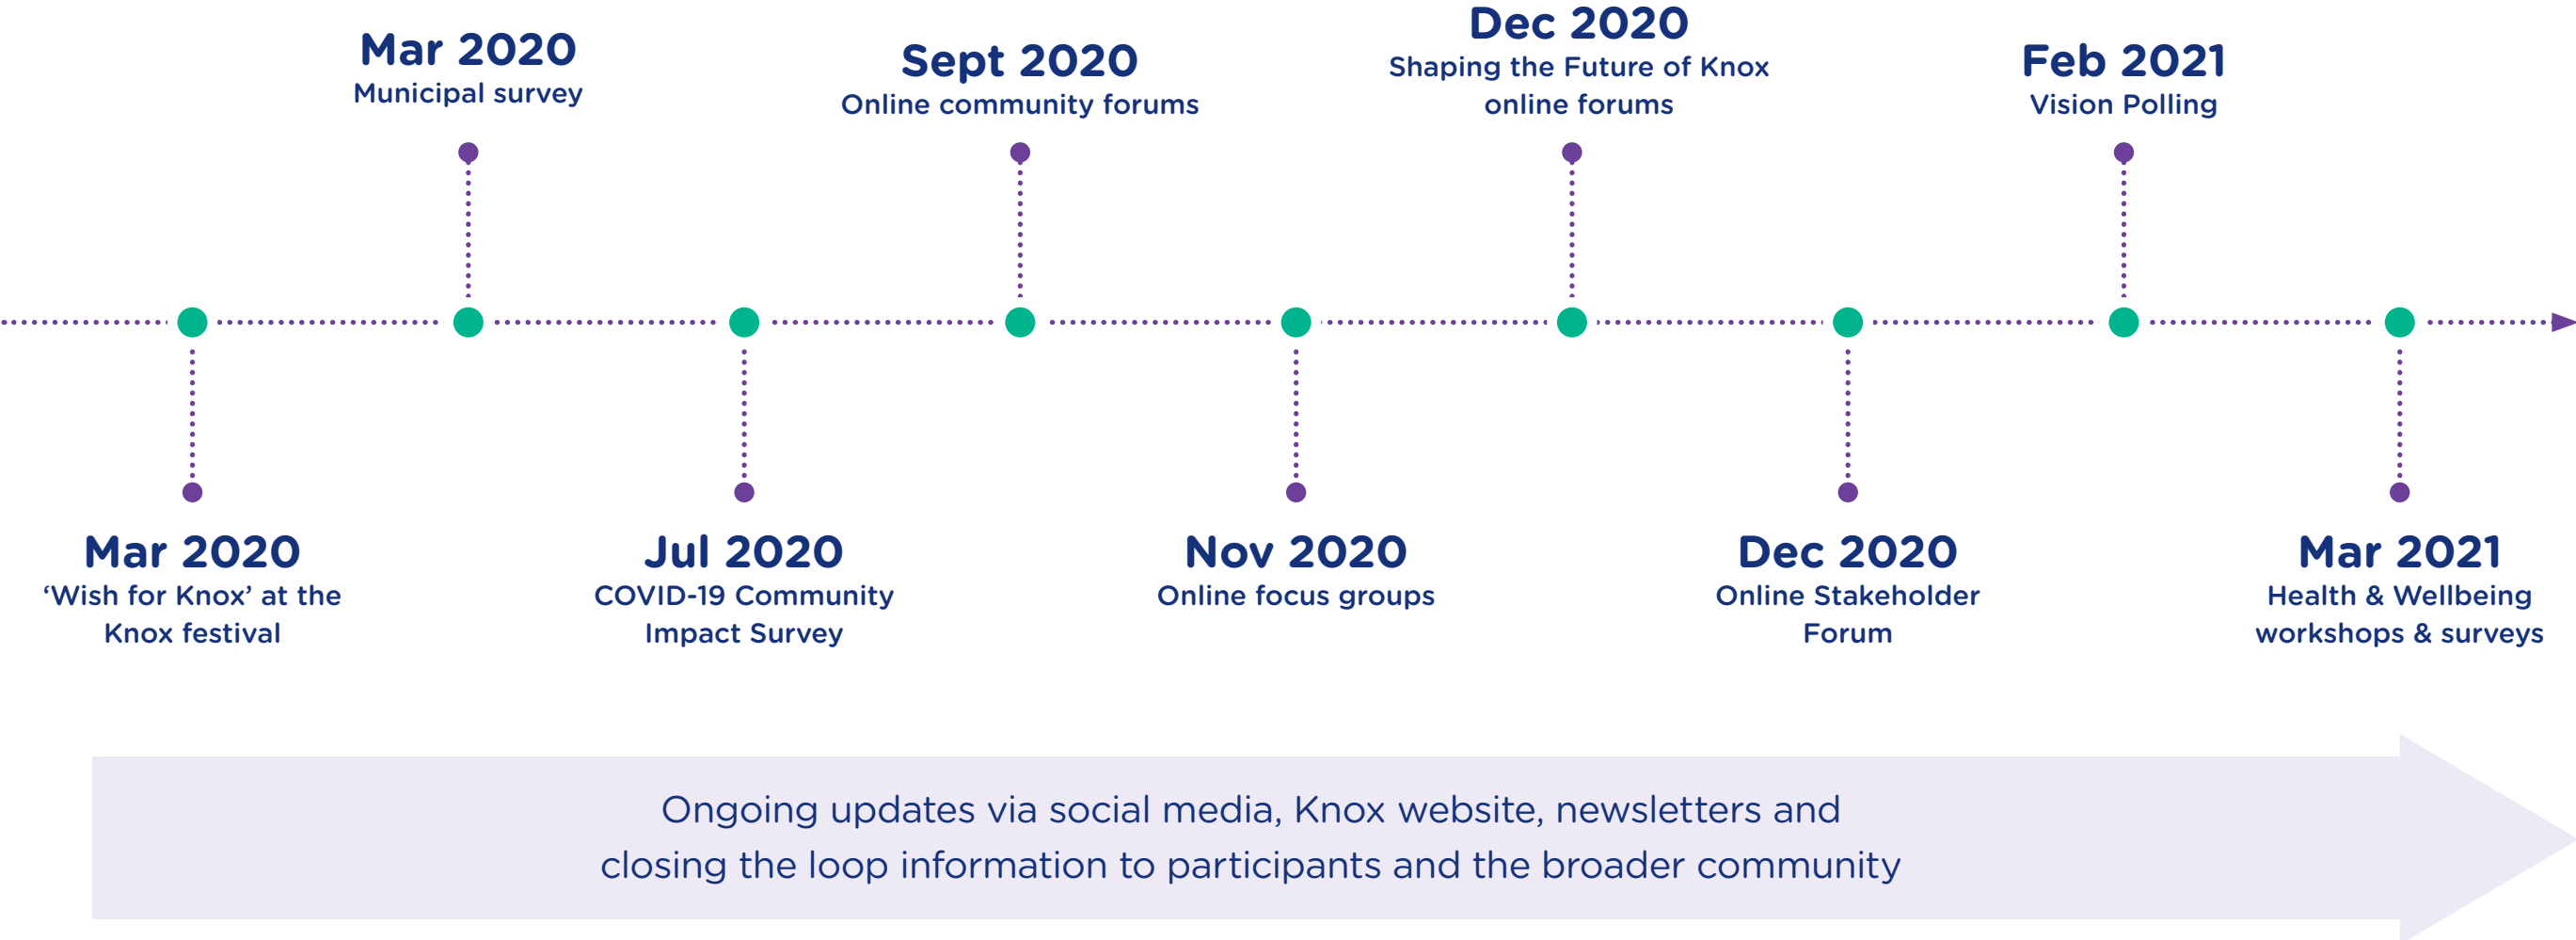 Mar 2020
Municipal survey
Sept 2020
Online community forums
Dec 2020
Shaping the Future of Knox
online forums
Feb 2021
Vision Polling
Mar 2020
‘Wish for Knox’ at the
Knox festival
Jul 2020
COVID-19 Community
Impact Survey
Nov 2020
Online focus groups
Dec 2020
Online Stakeholder
Forum
Mar 2021
Health & Wellbeing
workshops & surveys
Ongoing updates via social media, Knox website, newsletters and
closing the loop information to participants and the broader community